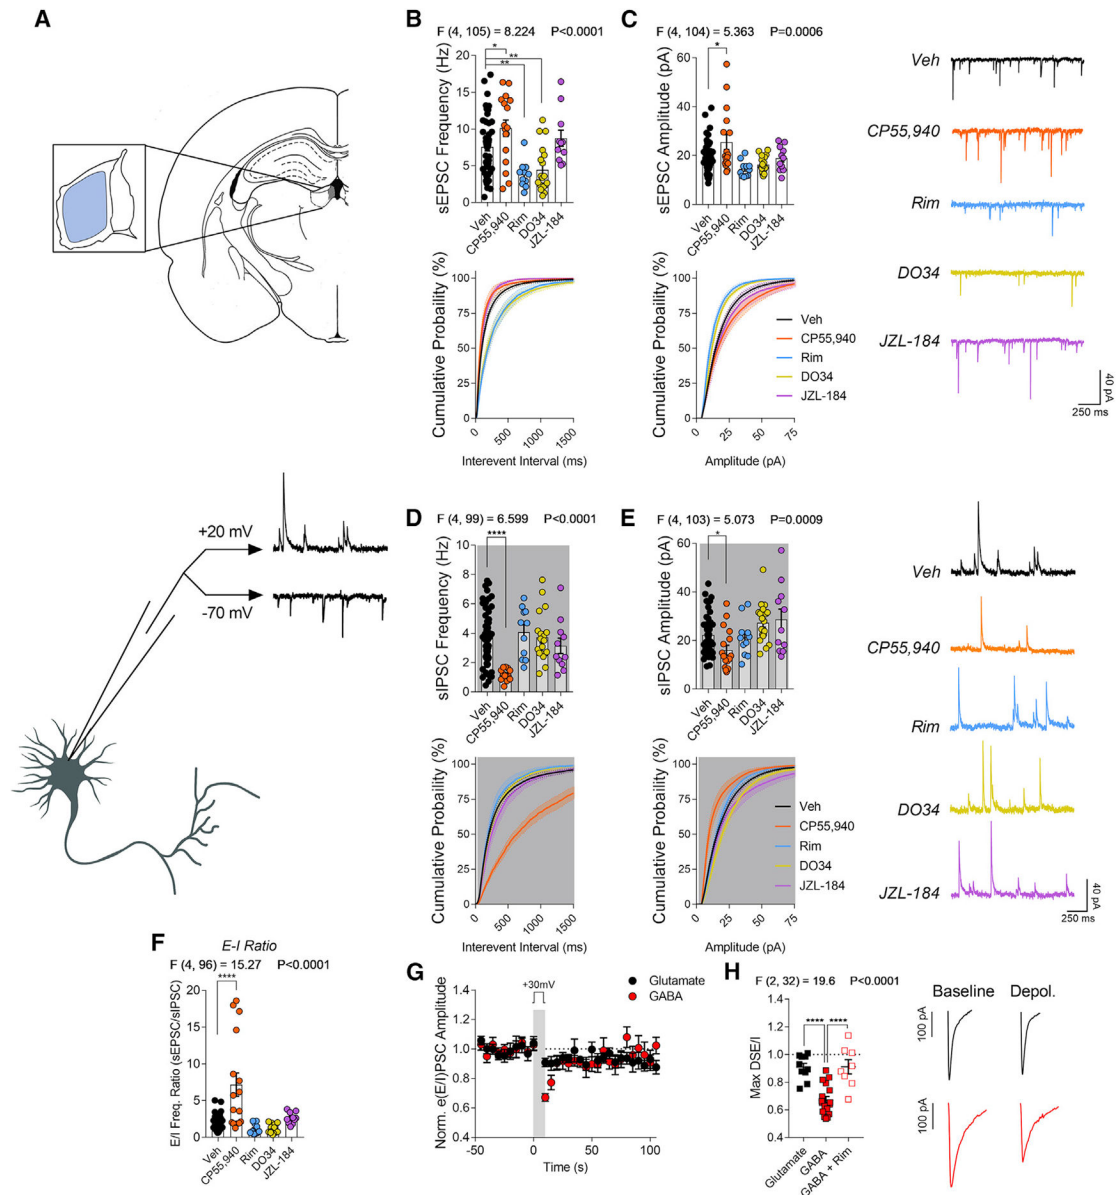 A
+20 mV
-70 mV
B
F (4, 105) = 8.224 P<0.0001
*
**
**
sEPSC Frequency (Hz)
20
15
10
5
0
Veh
CP55,940
Rim
DO34
JZL-184
Cumulative Probaility (%)
100
75
50
25
0
0
500
1000
1500
Interevent Interval (ms)
C
F (4, 104) = 5.363 P=0.0006
*
sEPSC Amplitude (pA)
60
40
20
0
Veh
CP55,940
Rim
DO34
JZL-184
Cumulative Probaility (%)
100
75
50
25
0
0
25
50
75
Amplitude (pA)
Veh
CP55,940
Rim
DO34
JZL-184
Veh
CP55,940
Rim
DO34
JZL-184
40 pA
250 ms
D
F (4, 99) = 6.599 P<0.0001
****
sIPSC Frequency (Hz)
10
8
6
4
2
0
Veh
CP55,940
Rim
DO34
JZL-184
Cumulative Probaility (%)
100
75
50
25
0
0
500
1000
1500
Interevent Interval (ms)
E
F (4, 103) = 5.073 P=0.0009
*
sIPSC Amplitude (pA)
60
40
20
0
Veh
CP55,940
Rim
DO34
JZL-184
Cumulative Probaility (%)
100
75
50
25
0
0
25
50
75
Amplitude (pA)
Veh
CP55,940
Rim
DO34
JZL-184
Veh
CP55,940
Rim
DO34
JZL-184
40 pA
250 ms
F
E-I Ratio
F (4, 96) = 15.27 P<0.0001
****
E/I Freq. Ratio (sEPSC/sIPSC)
20
15
10
5
0
Veh
CP55,940
Rim
DO34
JZL-184
G
+30mV
Glutamate
GABA
Norm. e(E/I)PSC Amplitude
1.4
1.2
1.0
0.8
0.6
0.4
-50
0
50
100
Time (s)
H
F (2, 32) = 19.6 P<0.0001
**** ****
Max DSE/I
1.4
1.2
1.0
0.8
0.6
0.4
Glutamate
GABA
GABA + Rim
Baseline
Depol.
100 pA
100 pA